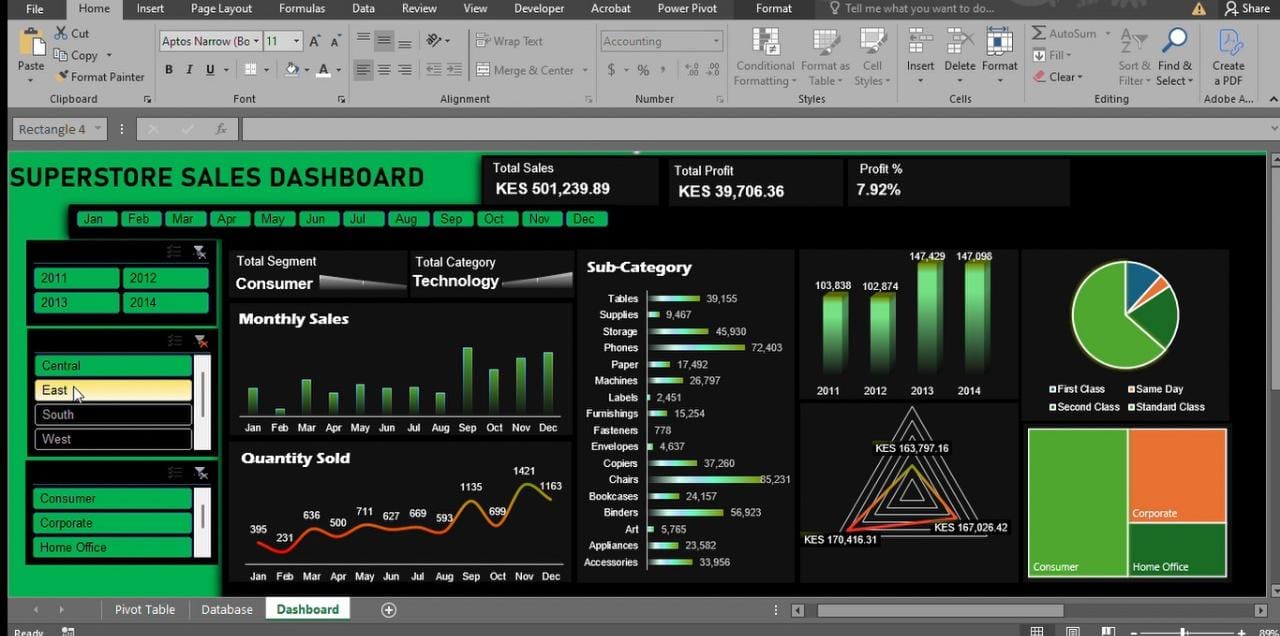 File Home Insert Page Layout Formulas Data Review View Developer Acrobat Power Pivot Format Tell me what you want to do... Share
Paste
Cut
Copy
Format Painter
Clipboard
Aptos Narrow (Bo 11 A A
B I U A
Font
Wrap Text
Merge & Center
Alignment
Accounting
$ % ,
Number
Conditional Formatting
Format as Table
Cell Styles
Styles
Insert Delete Format
Cells
AutoSum
Fill
Clear
Sort & Filter
Find & Select
Editing
Create a PDF
Adobe A...
Rectangle 4 fx
SUPERSTORE SALES DASHBOARD
Total Sales
KES 501,239.89
Total Profit
KES 39,706.36
Profit %
7.92%
Jan Feb Mar Apr May Jun Jul Aug Sep Oct Nov Dec
2011 2012
2013 2014
Central
East
South
West
Consumer
Corporate
Home Office
Total Segment
Consumer
Total Category
Technology
Monthly Sales
Jan Feb Mar Apr May Jun Jul Aug Sep Oct Nov Dec
Quantity Sold
395 231 636 500 711 627 669 593 1135 699 1421 1163
Jan Feb Mar Apr May Jun Jul Aug Sep Oct Nov Dec
Sub-Category
Tables 39,155
Supplies 9,467
Storage 45,930
Phones 72,403
Paper 17,492
Machines 26,797
Labels 2,451
Furnishings 15,254
Fasteners 778
Envelopes 4,637
Copiers 37,260
Chairs 85,231
Bookcases 24,157
Binders 56,923
Art 5,765
Appliances 23,582
Accessories 33,956
103,838 102,874 147,429 147,098
2011 2012 2013 2014
KES 163,797.16
KES 167,026.42
KES 170,416.31
First Class Same Day
Second Class Standard Class
Consumer
Corporate
Home Office
Pivot Table Database Dashboard
Ready 89%